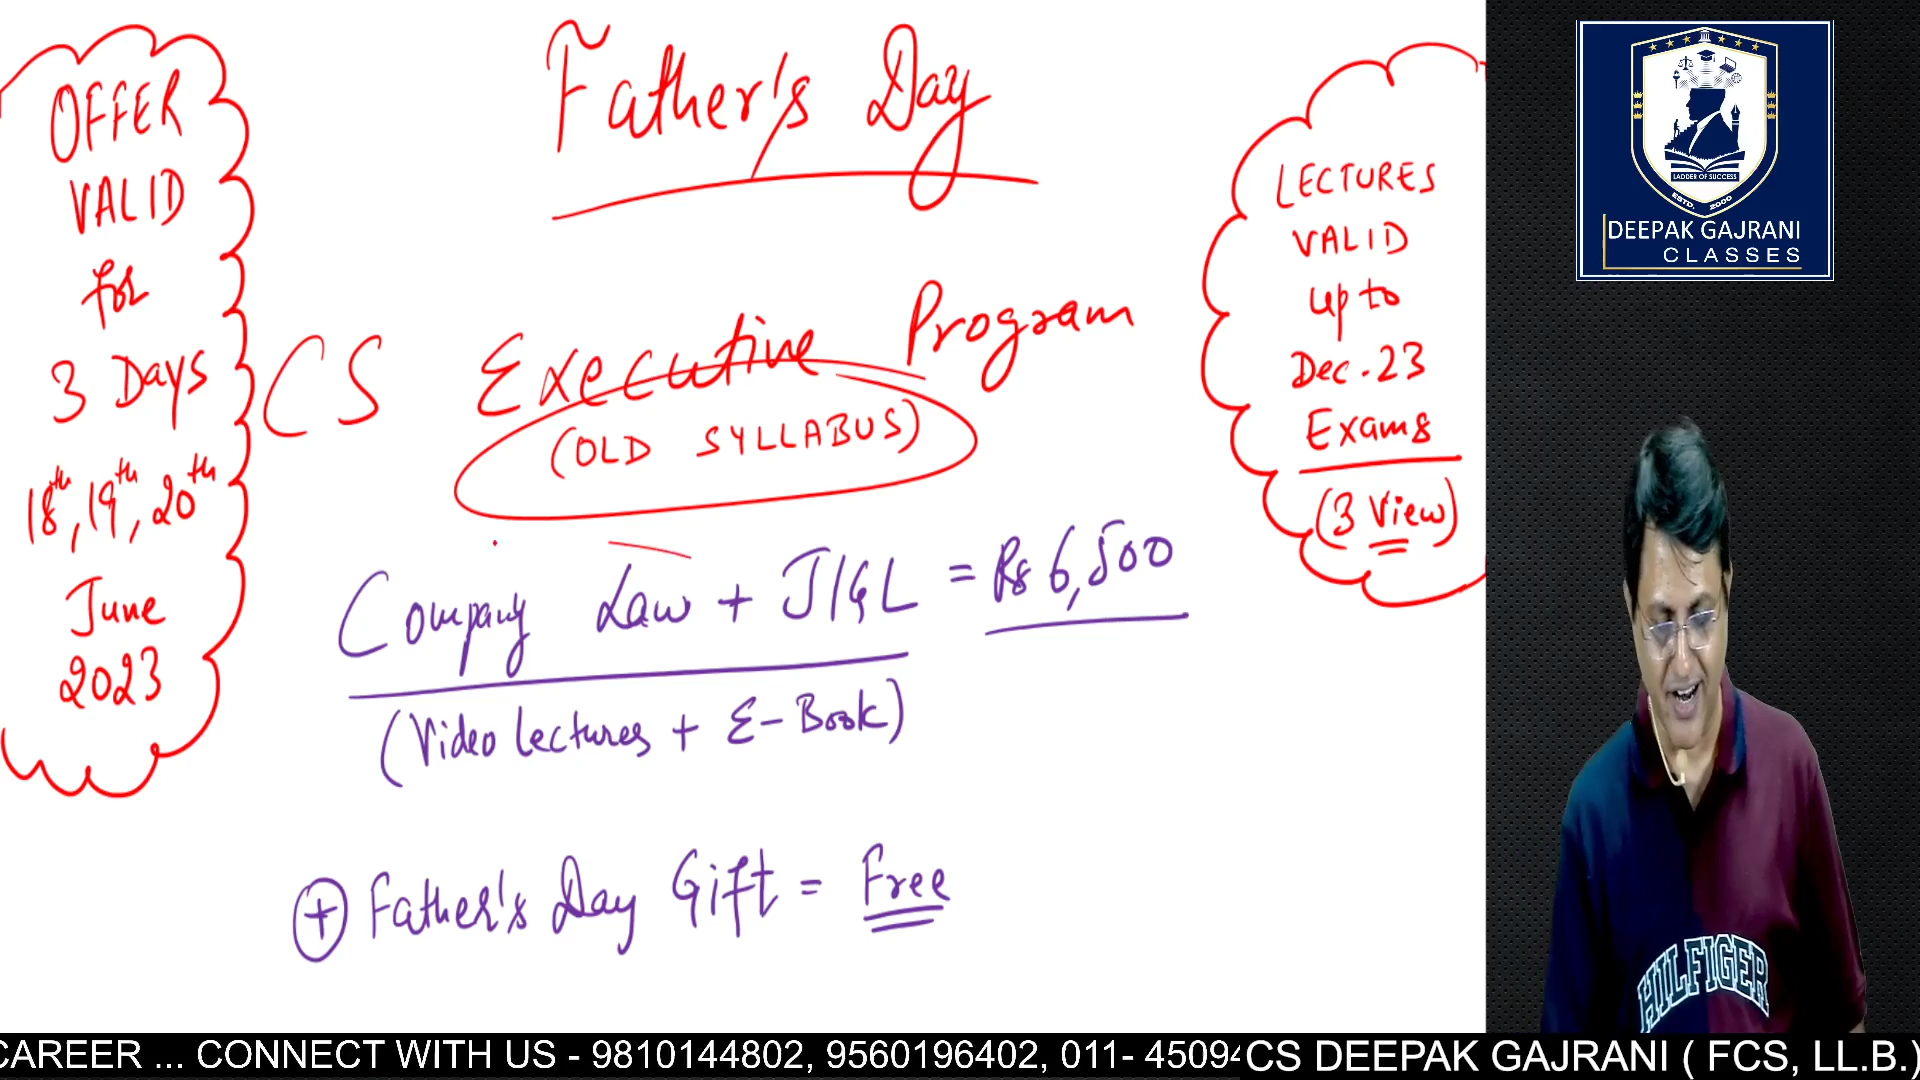 OFFER
VALID
for
3 Days
18th, 19th, 20th
June
2023
Father's Day
CS Executive Program
(OLD SYLLABUS)
Company Law + JIGL = Rs 6,500
(Video lectures + E-Book)
+ Father's Day Gift = Free
LECTURES
VALID
up to
Dec. 23
Exams
(3 View)
LADDER OF SUCCESS
ESTD. 2000
DEEPAK GAJRANI
CLASSES
HILFIGER
CAREER ... CONNECT WITH US - 9810144802, 9560196402, 011- 4509
CS DEEPAK GAJRANI ( FCS, LL.B.)